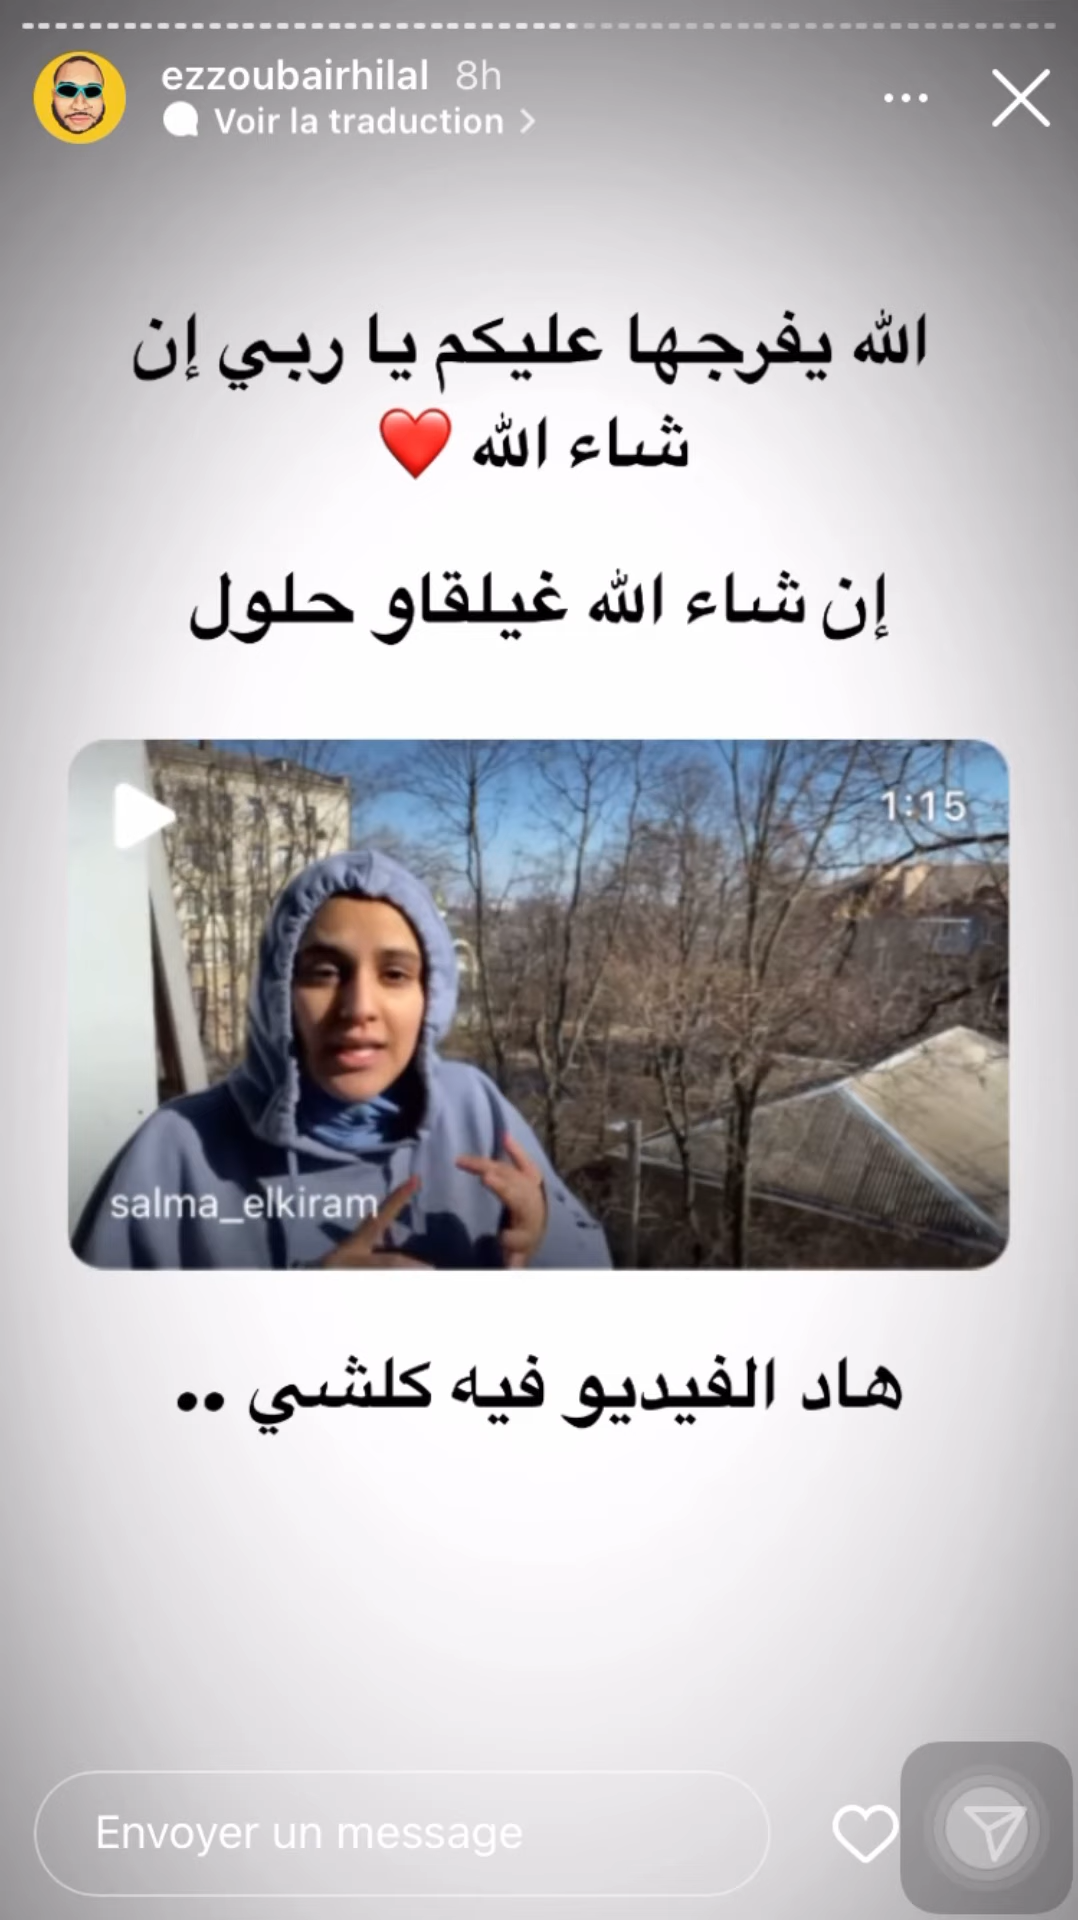 ezzoubairhilal 8h
Voir la traduction
الله يفرجها عليكم يا ربي إن
شاء الله ❤️
إن شاء الله غيلقاو حلول
1:15
salma_elkiram
هاد الفيديو فيه كلشي ..
Envoyer un message